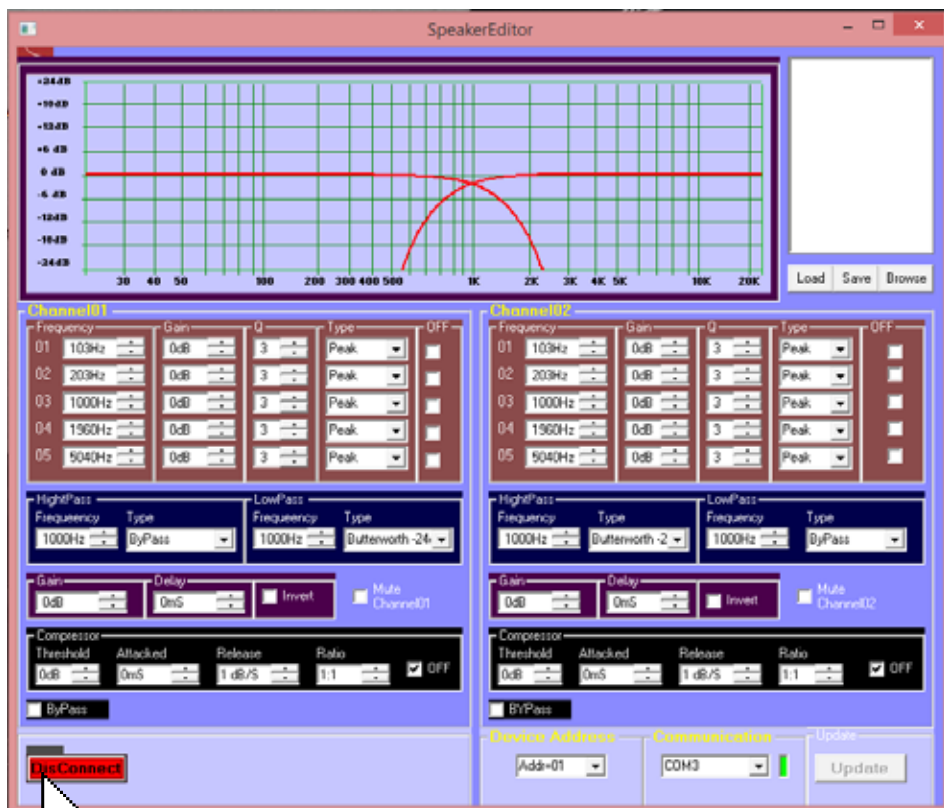 SpeakerEditor
+24dB
-18dB
-12dB
+6 dB
0 dB
-6 dB
-12dB
-18dB
-24dB
30 40 50 100 200 300 400 500 1K 2K 3K 4K 5K 10K 20K
Load Save Browse
Channel01
Frequency Gain Q Type OFF
01 103Hz 0dB 3 Peak
02 203Hz 0dB 3 Peak
03 1000Hz 0dB 3 Peak
04 1960Hz 0dB 3 Peak
05 5040Hz 0dB 3 Peak
HightPass LowPass
Frequeency Type Frequeency Type
1000Hz ByPass 1000Hz Butterworth -24
Gain Delay
0dB 0mS Invert Mute
Channel01
Compressor
Threshold Attacked Release Ratio
0dB 0mS 1 dB/S 1:1 OFF
ByPass
Channel02
Frequency Gain Q Type OFF
01 103Hz 0dB 3 Peak
02 203Hz 0dB 3 Peak
03 1000Hz 0dB 3 Peak
04 1960Hz 0dB 3 Peak
05 5040Hz 0dB 3 Peak
HightPass LowPass
Frequeency Type Frequeency Type
1000Hz Butterworth -2 1000Hz ByPass
Gain Delay
0dB 0mS Invert Mute
Channel02
Compressor
Threshold Attacked Release Ratio
0dB 0mS 1 dB/S 1:1 OFF
BYPass
DisConnect
Device Address Communication Update
Addr=01 COM3 Update